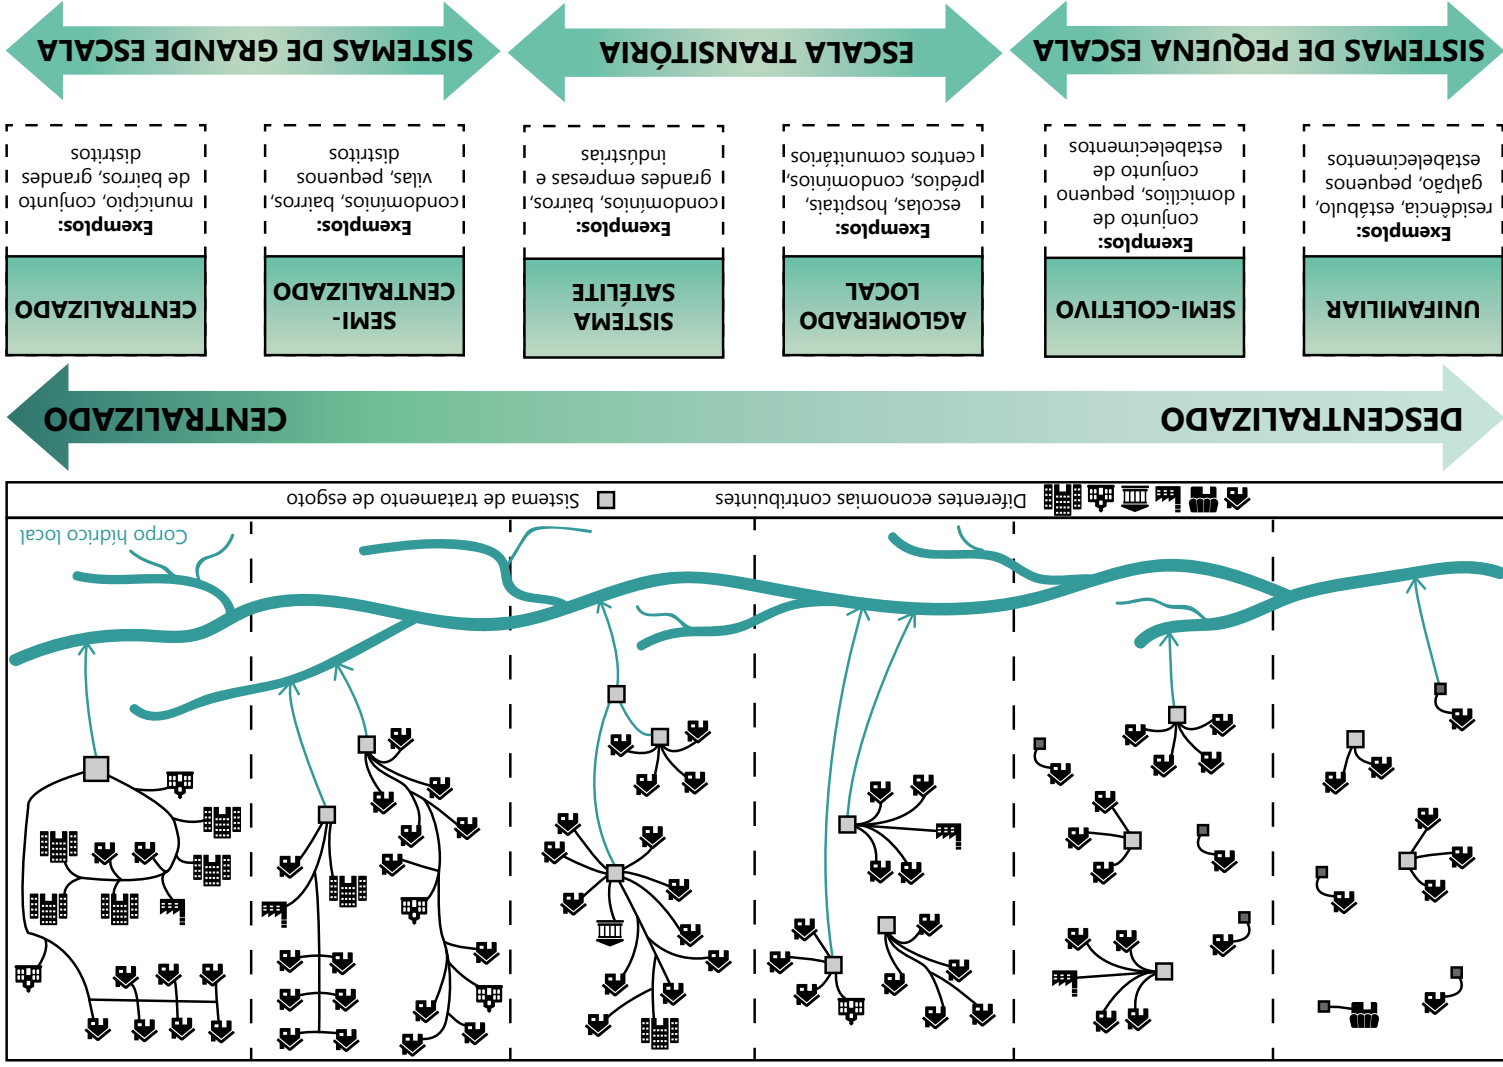 Corpo hídrico local
Diferentes economias contribuintes
Sistema de tratamento de esgoto
DESCENTRALIZADO
CENTRALIZADO
UNIFAMILIAR
Exemplos:
residência, estábulo,
galpão, pequenos
estabelecimentos
SEMI-COLETIVO
Exemplos:
conjunto de
domicílios, pequeno
conjunto de
estabelecimentos
AGLOMERADO
LOCAL
Exemplos:
escolas, hospitais,
prédios, condomínios,
centros comunitários
SISTEMA
SATÉLITE
Exemplos:
condomínios, bairros,
grandes empresas e
indústrias
SEMI-
CENTRALIZADO
Exemplos:
condomínios, bairros,
vilas, pequenos
distritos
CENTRALIZADO
Exemplos:
município, conjunto
de bairros, grandes
distritos
SISTEMAS DE PEQUENA ESCALA
ESCALA TRANSITÓRIA
SISTEMAS DE GRANDE ESCALA